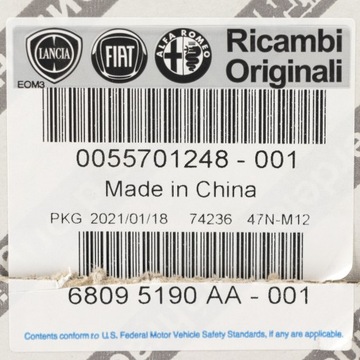 LANCIA FIAT ALFA ROMEO Ricambi
Originali
EOM3
0055701248 - 001
Made in China
PKG 2021/01/18 74236 47N-M12
6809 5190 AA - 001
Contents conform to U.S. Federal Motor Vehicle Safety Standards, if any are applicable.